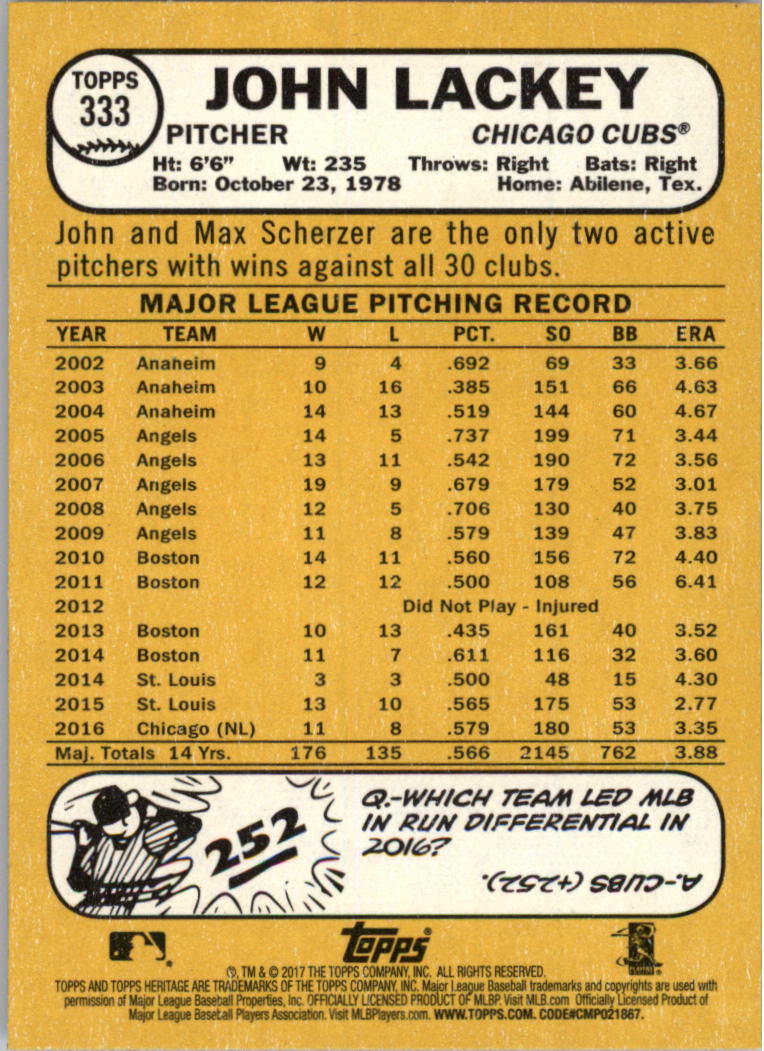 TOPPS
333
JOHN LACKEY
PITCHER CHICAGO CUBS®
Ht: 6'6" Wt: 235 Throws: Right Bats: Right
Born: October 23, 1978 Home: Abilene, Tex.
John and Max Scherzer are the only two active
pitchers with wins against all 30 clubs.
MAJOR LEAGUE PITCHING RECORD
YEAR TEAM W L PCT. SO BB ERA
2002 Anaheim 9 4 .692 69 33 3.66
2003 Anaheim 10 16 .385 151 66 4.63
2004 Anaheim 14 13 .519 144 60 4.67
2005 Angels 14 5 .737 199 71 3.44
2006 Angels 13 11 .542 190 72 3.56
2007 Angels 19 9 .679 179 52 3.01
2008 Angels 12 5 .706 130 40 3.75
2009 Angels 11 8 .579 139 47 3.83
2010 Boston 14 11 .560 156 72 4.40
2011 Boston 12 12 .500 108 56 6.41
2012 Did Not Play - Injured
2013 Boston 10 13 .435 161 40 3.52
2014 Boston 11 7 .611 116 32 3.60
2014 St. Louis 3 3 .500 48 15 4.30
2015 St. Louis 13 10 .565 175 53 2.77
2016 Chicago (NL) 11 8 .579 180 53 3.35
Maj. Totals 14 Yrs. 176 135 .566 2145 762 3.88
252
Q.-WHICH TEAM LED MLB
IN RUN DIFFERENTIAL IN
2016?
A.-CUBS (+252).
Topps®
®, TM & © 2017 THE TOPPS COMPANY, INC. ALL RIGHTS RESERVED.
TOPPS AND TOPPS HERITAGE ARE TRADEMARKS OF THE TOPPS COMPANY, INC. Major League Baseball trademarks and copyrights are used with
permission of Major League Baseball Properties, Inc. OFFICIALLY LICENSED PRODUCT OF MLBP. Visit MLB.com Officially Licensed Product of
Major League Baseball Players Association. Visit MLBPlayers.com. WWW.TOPPS.COM. CODE#CMP021867.